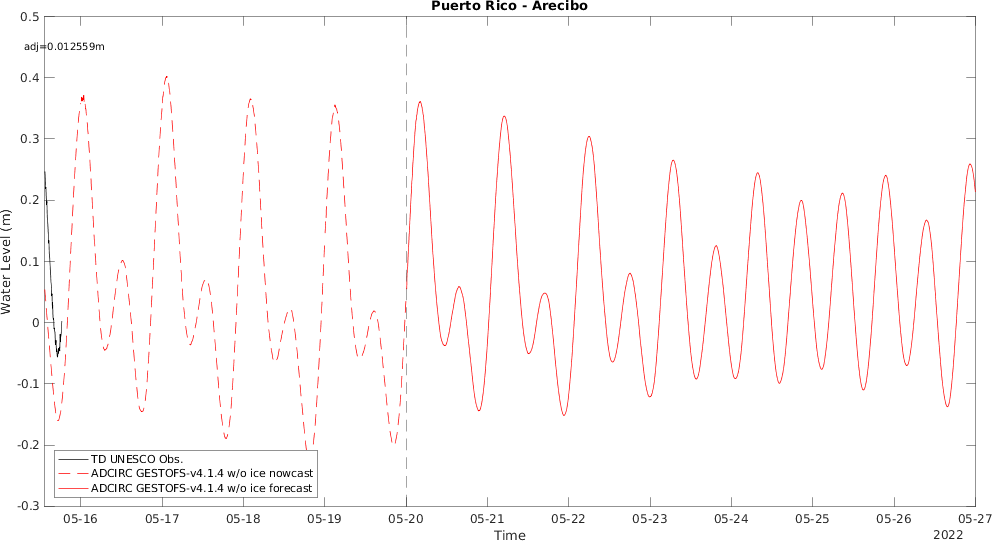 Puerto Rico - Arecibo
0.5
adj=0.012559m
0.4
0.3
0.2
0.1
0
-0.1
-0.2
-0.3
Water Level (m)
TD UNESCO Obs.
ADCIRC GESTOFS-v4.1.4 w/o ice nowcast
ADCIRC GESTOFS-v4.1.4 w/o ice forecast
05-16 05-17 05-18 05-19 05-20 05-21 05-22 05-23 05-24 05-25 05-26 05-27
Time
2022